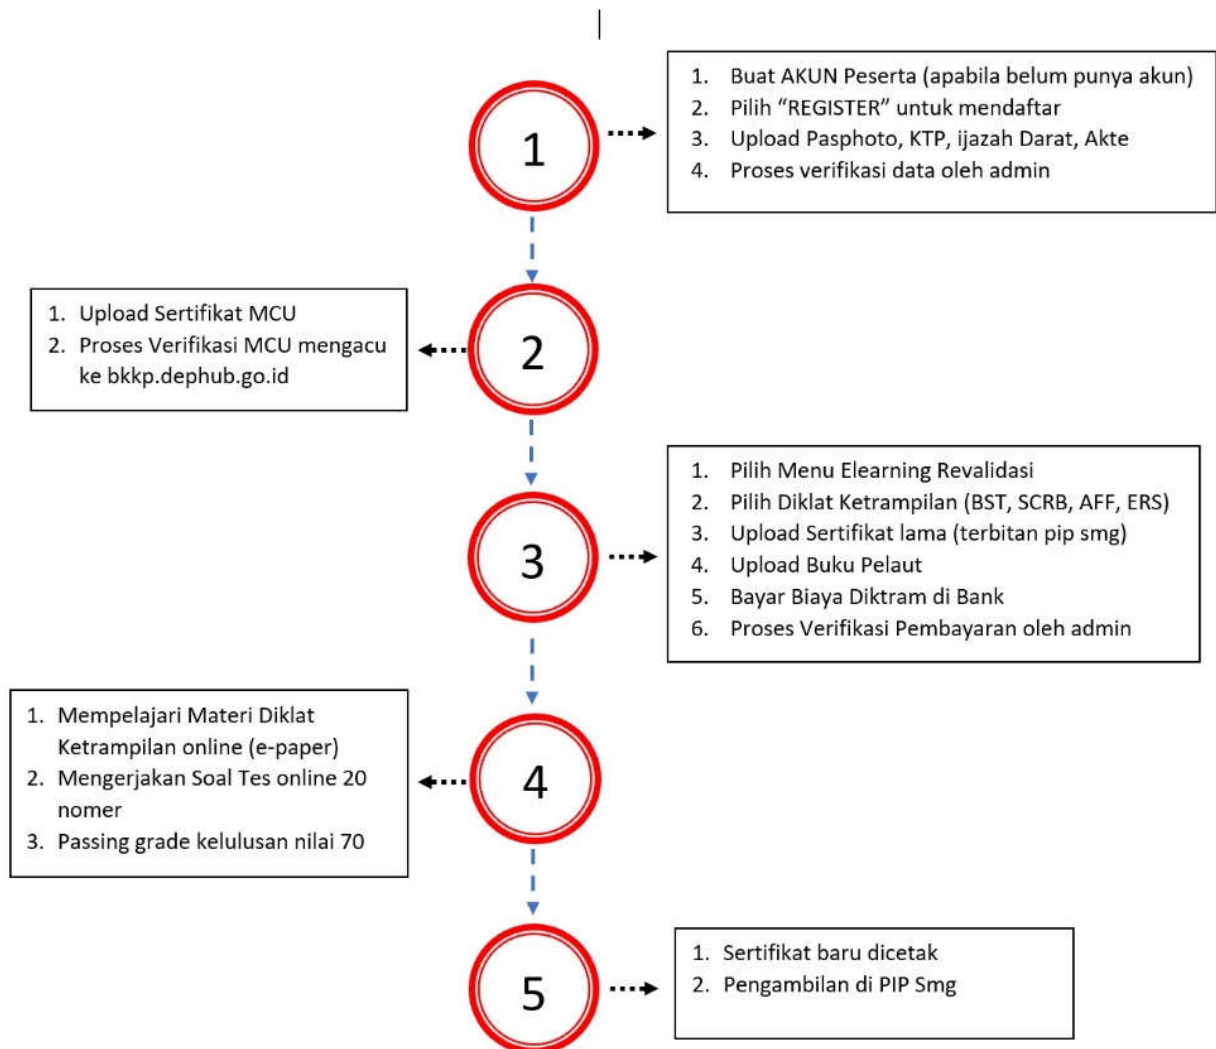 1
1. Buat AKUN Peserta (apabila belum punya akun)
2. Pilih “REGISTER” untuk mendaftar
3. Upload Pasphoto, KTP, ijazah Darat, Akte
4. Proses verifikasi data oleh admin
2
1. Upload Sertifikat MCU
2. Proses Verifikasi MCU mengacu
ke bkkp.dephub.go.id
3
1. Pilih Menu Elearning Revalidasi
2. Pilih Diklat Ketrampilan (BST, SCRB, AFF, ERS)
3. Upload Sertifikat lama (terbitan pip smg)
4. Upload Buku Pelaut
5. Bayar Biaya Diktram di Bank
6. Proses Verifikasi Pembayaran oleh admin
4
1. Mempelajari Materi Diklat
Ketrampilan online (e-paper)
2. Mengerjakan Soal Tes online 20
nomer
3. Passing grade kelulusan nilai 70
5
1. Sertifikat baru dicetak
2. Pengambilan di PIP Smg